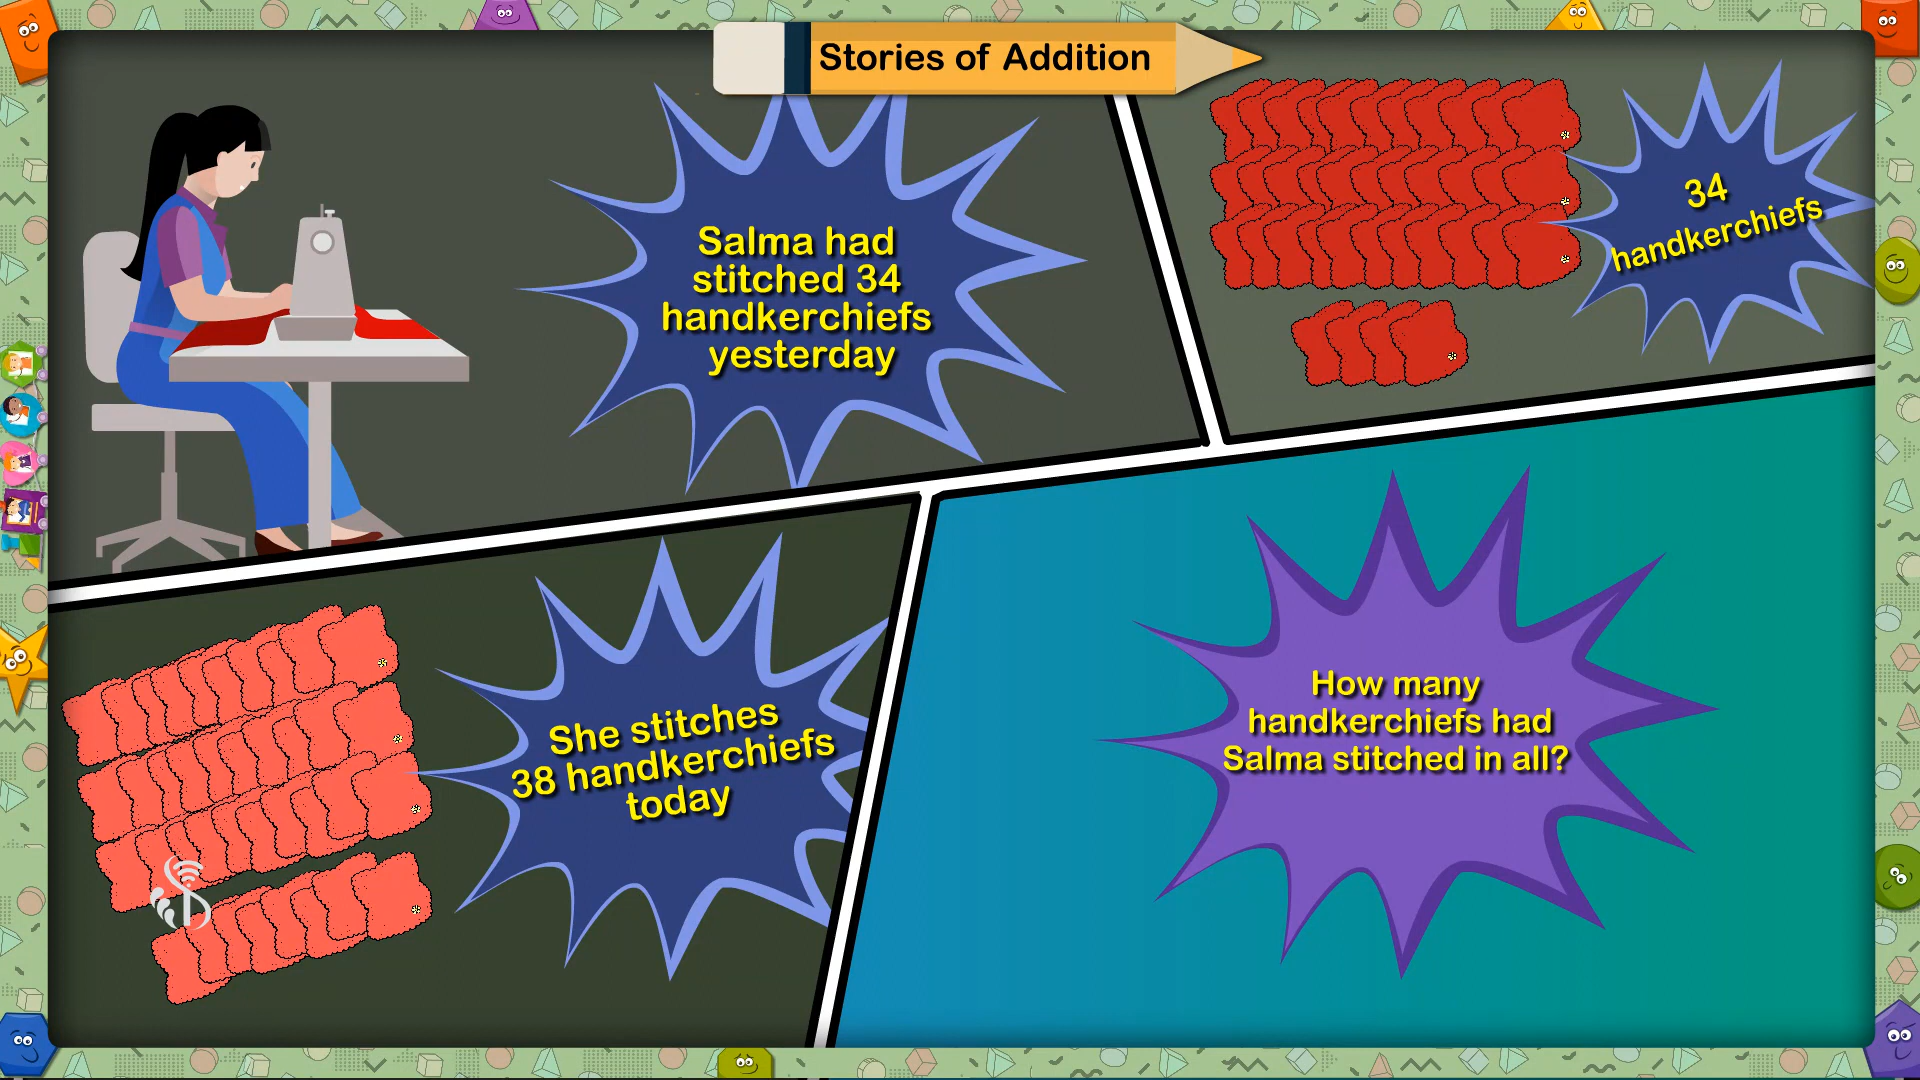 Stories of Addition
Salma had
stitched 34
handkerchiefs
yesterday
34
handkerchiefs
She stitches
38 handkerchiefs
today
How many
handkerchiefs had
Salma stitched in all?